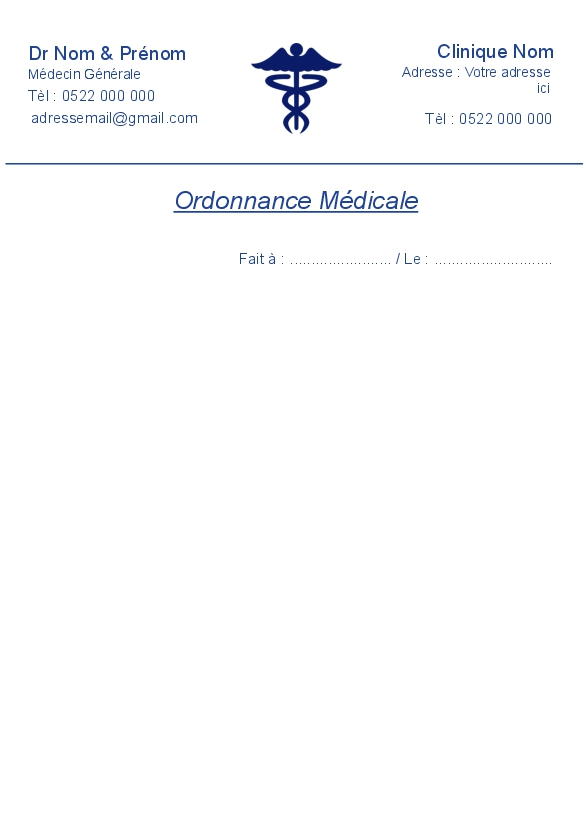 Dr Nom & Prénom
Médecin Générale
Tèl : 0522 000 000
adressemail@gmail.com
Clinique Nom
Adresse : Votre adresse
ici
Tèl : 0522 000 000
Ordonnance Médicale
Fait à : ........................ / Le : ............................